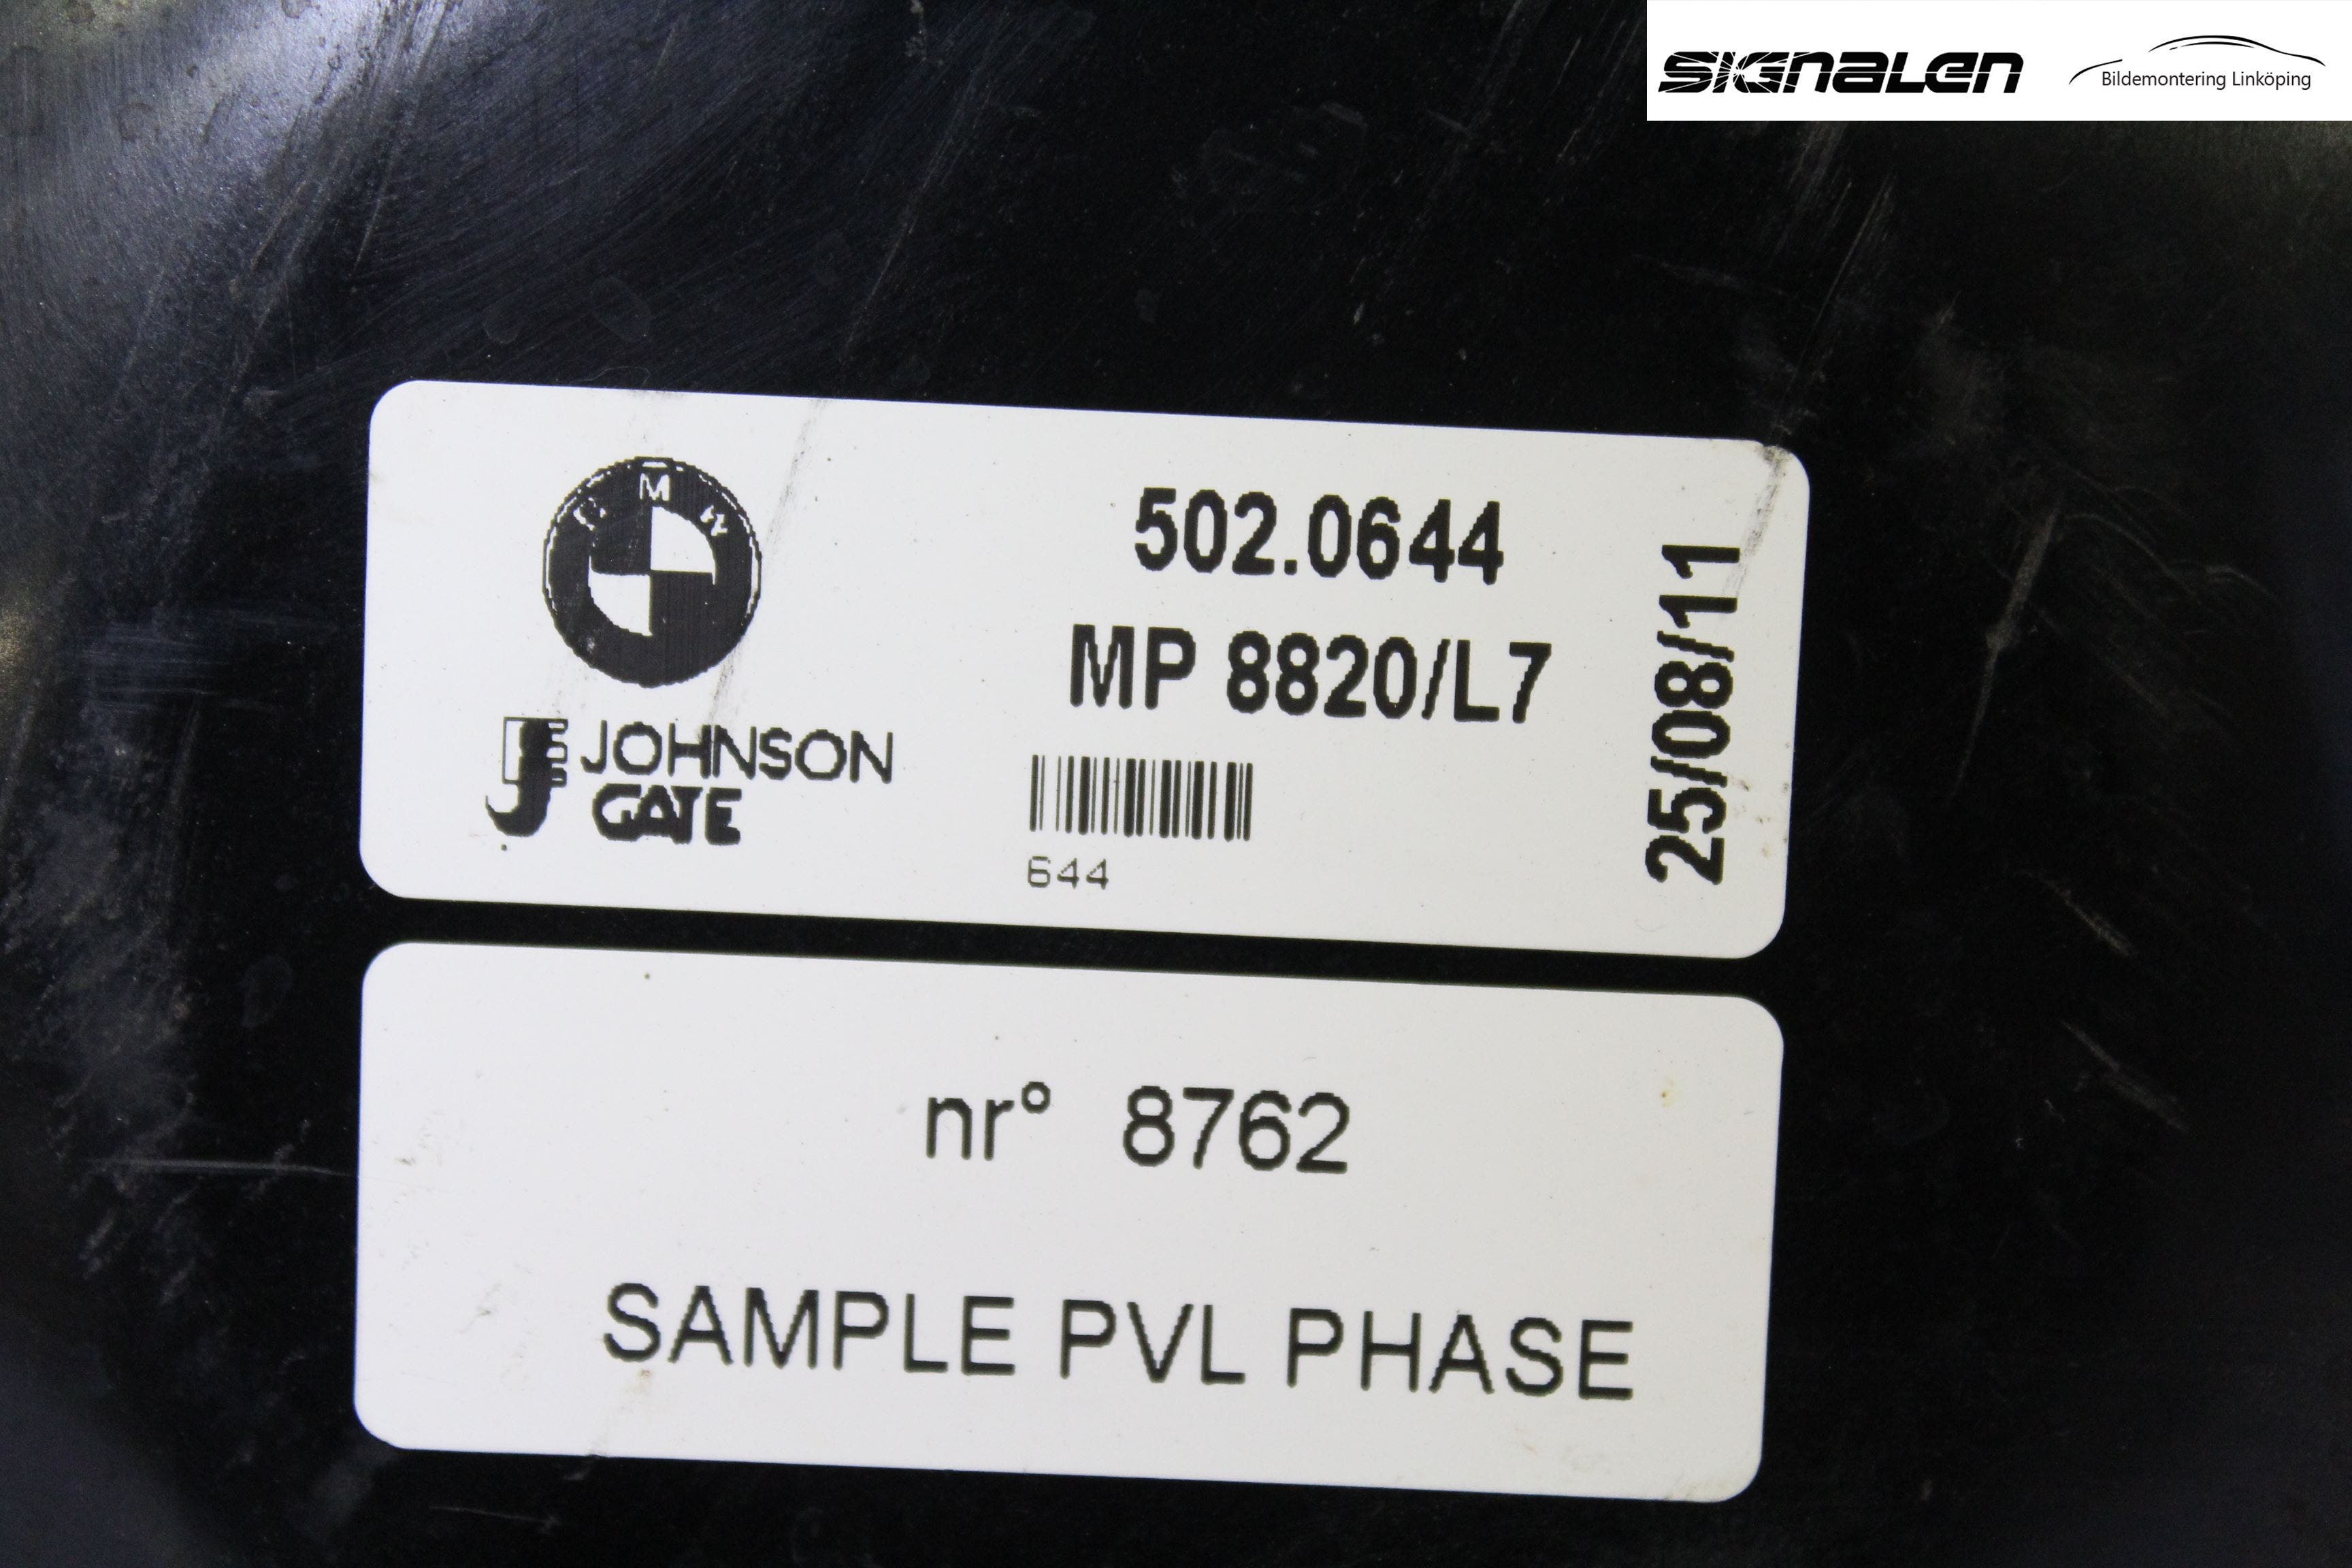 SIGNALEN
Bildemontering Linköping
BMW
502.0644
MP 8820/L7
25/08/11
JOHNSON
GATE
644
nr° 8762
SAMPLE PVL PHASE